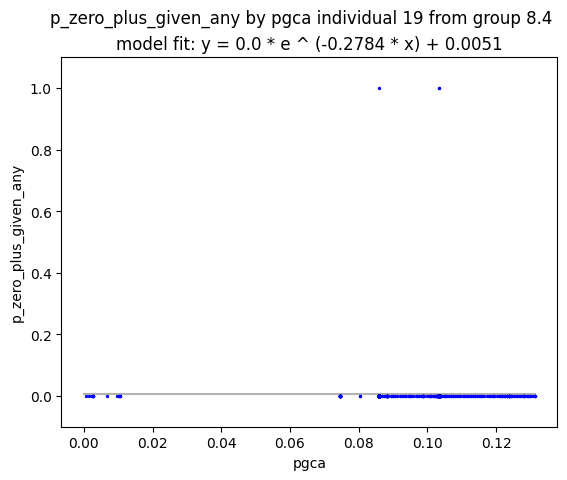 p_zero_plus_given_any by pgca individual 19 from group 8.4
model fit: y = 0.0 * e ^ (-0.2784 * x) + 0.0051
1.0
0.8
0.6
0.4
0.2
0.0
p_zero_plus_given_any
0.00 0.02 0.04 0.06 0.08 0.10 0.12
pgca